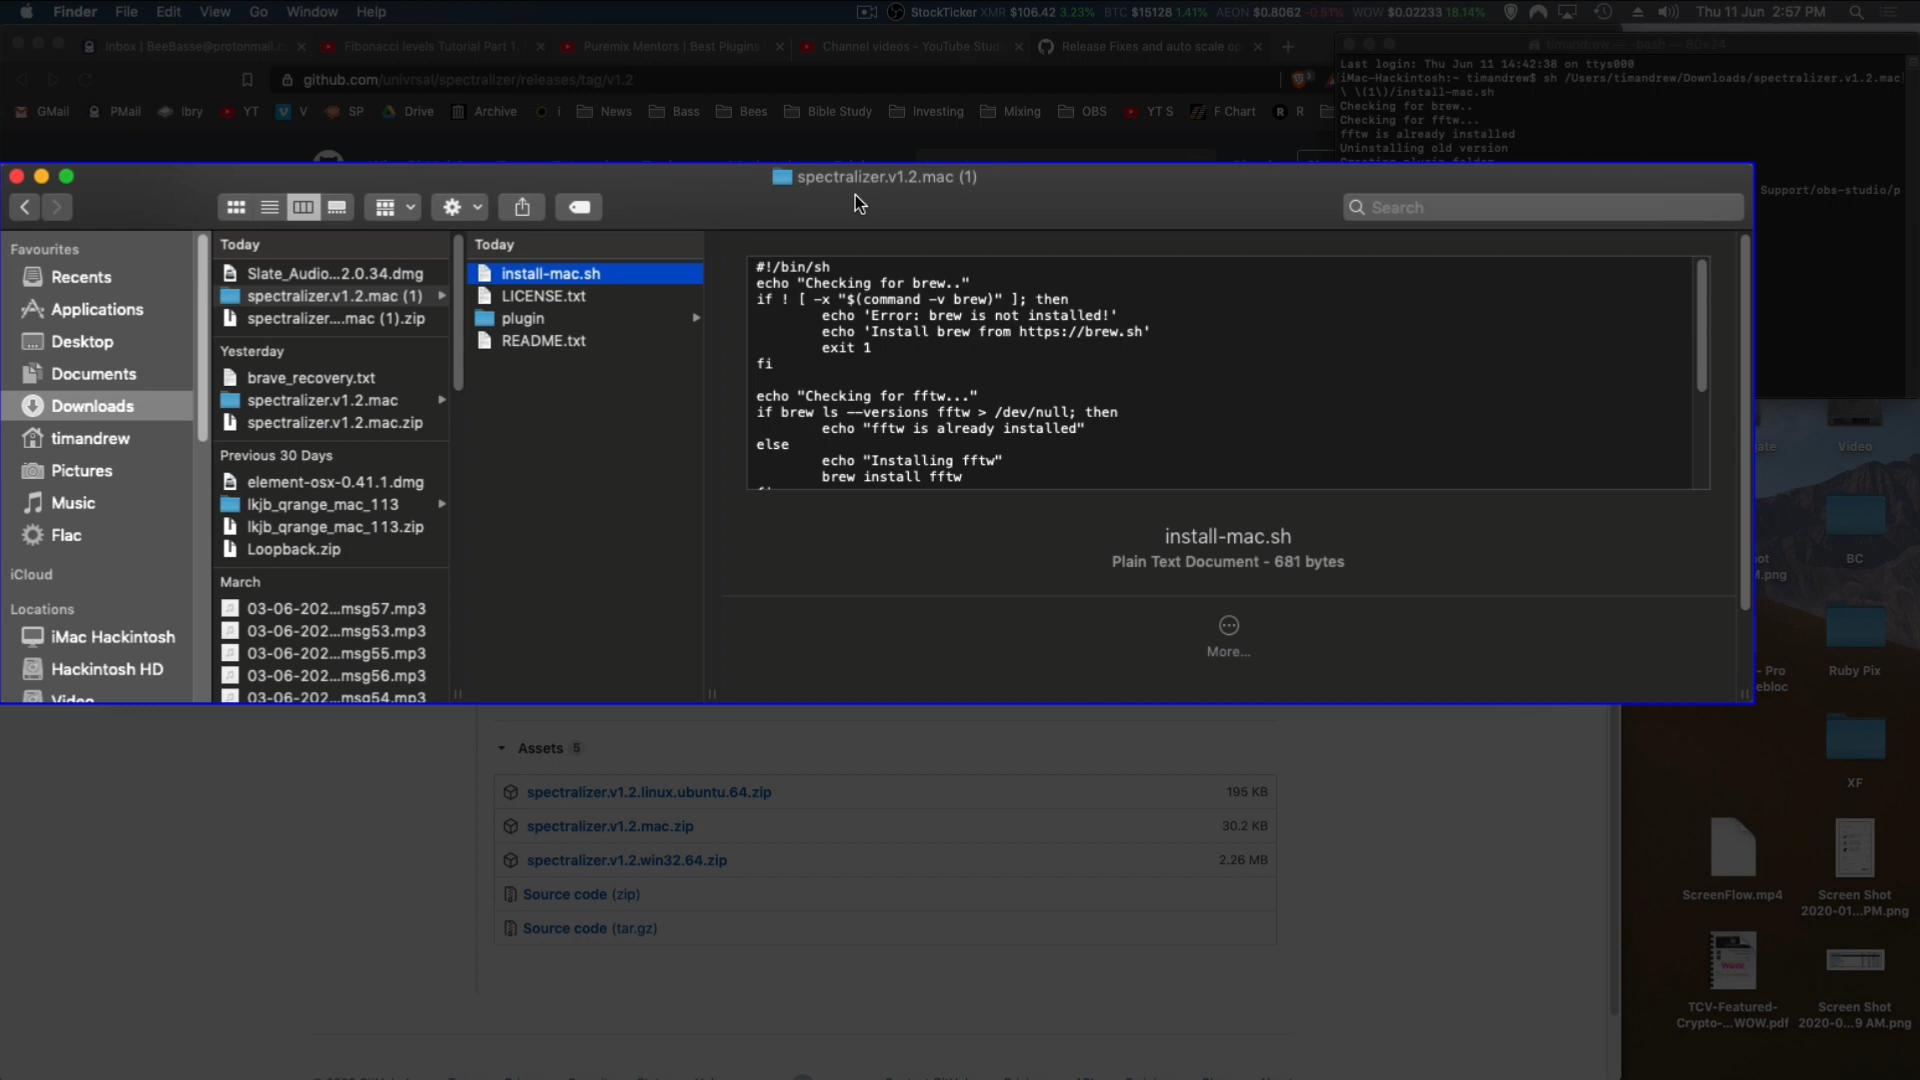 Finder File Edit View Go Window Help
StockTicker XMR $106.42 3.23% BTC $15128 1.41% AEON $0.8062 -0.51% WOW $0.02233 18.14%
Thu 11 Jun 2:57 PM
Inbox | BeeBasse@protonmail.c
Fibonacci levels Tutorial Part 1.
Puremix Mentors | Best Plugins
Channel videos - YouTube Stud
Release Fixes and auto scale op
github.com/univrsal/spectralizer/releases/tag/v1.2
GMail PMail lbry YT V SP Drive Archive i News Bass Bees Bible Study Investing Mixing OBS YT S F Chart R
timandrew — -bash — 80×24
Last login: Thu Jun 11 14:42:38 on ttys000
iMac-Hackintosh:~ timandrew$ sh /Users/timandrew/Downloads/spectralizer.v1.2.mac
\ \(1\)/install-mac.sh
Checking for brew..
Checking for fftw...
fftw is already installed
Uninstalling old version
Support/obs-studio/p
spectralizer.v1.2.mac (1)
Search
Favourites
Recents
Applications
Desktop
Documents
Downloads
timandrew
Pictures
Music
Flac
iCloud
Locations
iMac Hackintosh
Hackintosh HD
Video
Today
Slate_Audio...2.0.34.dmg
spectralizer.v1.2.mac (1)
spectralizer....mac (1).zip
Yesterday
brave_recovery.txt
spectralizer.v1.2.mac
spectralizer.v1.2.mac.zip
Previous 30 Days
element-osx-0.41.1.dmg
lkjb_qrange_mac_113
lkjb_qrange_mac_113.zip
Loopback.zip
March
03-06-202...msg57.mp3
03-06-202...msg53.mp3
03-06-202...msg55.mp3
03-06-202...msg56.mp3
03-06-202...msg54.mp3
Today
install-mac.sh
LICENSE.txt
plugin
README.txt
#!/bin/sh
echo "Checking for brew.."
if ! [ -x "$(command -v brew)" ]; then
echo 'Error: brew is not installed!'
echo 'Install brew from https://brew.sh'
exit 1
fi
echo "Checking for fftw..."
if brew ls --versions fftw > /dev/null; then
echo "fftw is already installed"
else
echo "Installing fftw"
brew install fftw
install-mac.sh
Plain Text Document - 681 bytes
More...
Assets 5
spectralizer.v1.2.linux.ubuntu.64.zip 195 KB
spectralizer.v1.2.mac.zip 30.2 KB
spectralizer.v1.2.win32.64.zip 2.26 MB
Source code (zip)
Source code (tar.gz)
Video
BC
Ruby Pix
XF
ScreenFlow.mp4
Screen Shot
2020-01...PM.png
TCV-Featured-
Crypto-...WOW.pdf
Screen Shot
2020-0...9 AM.png